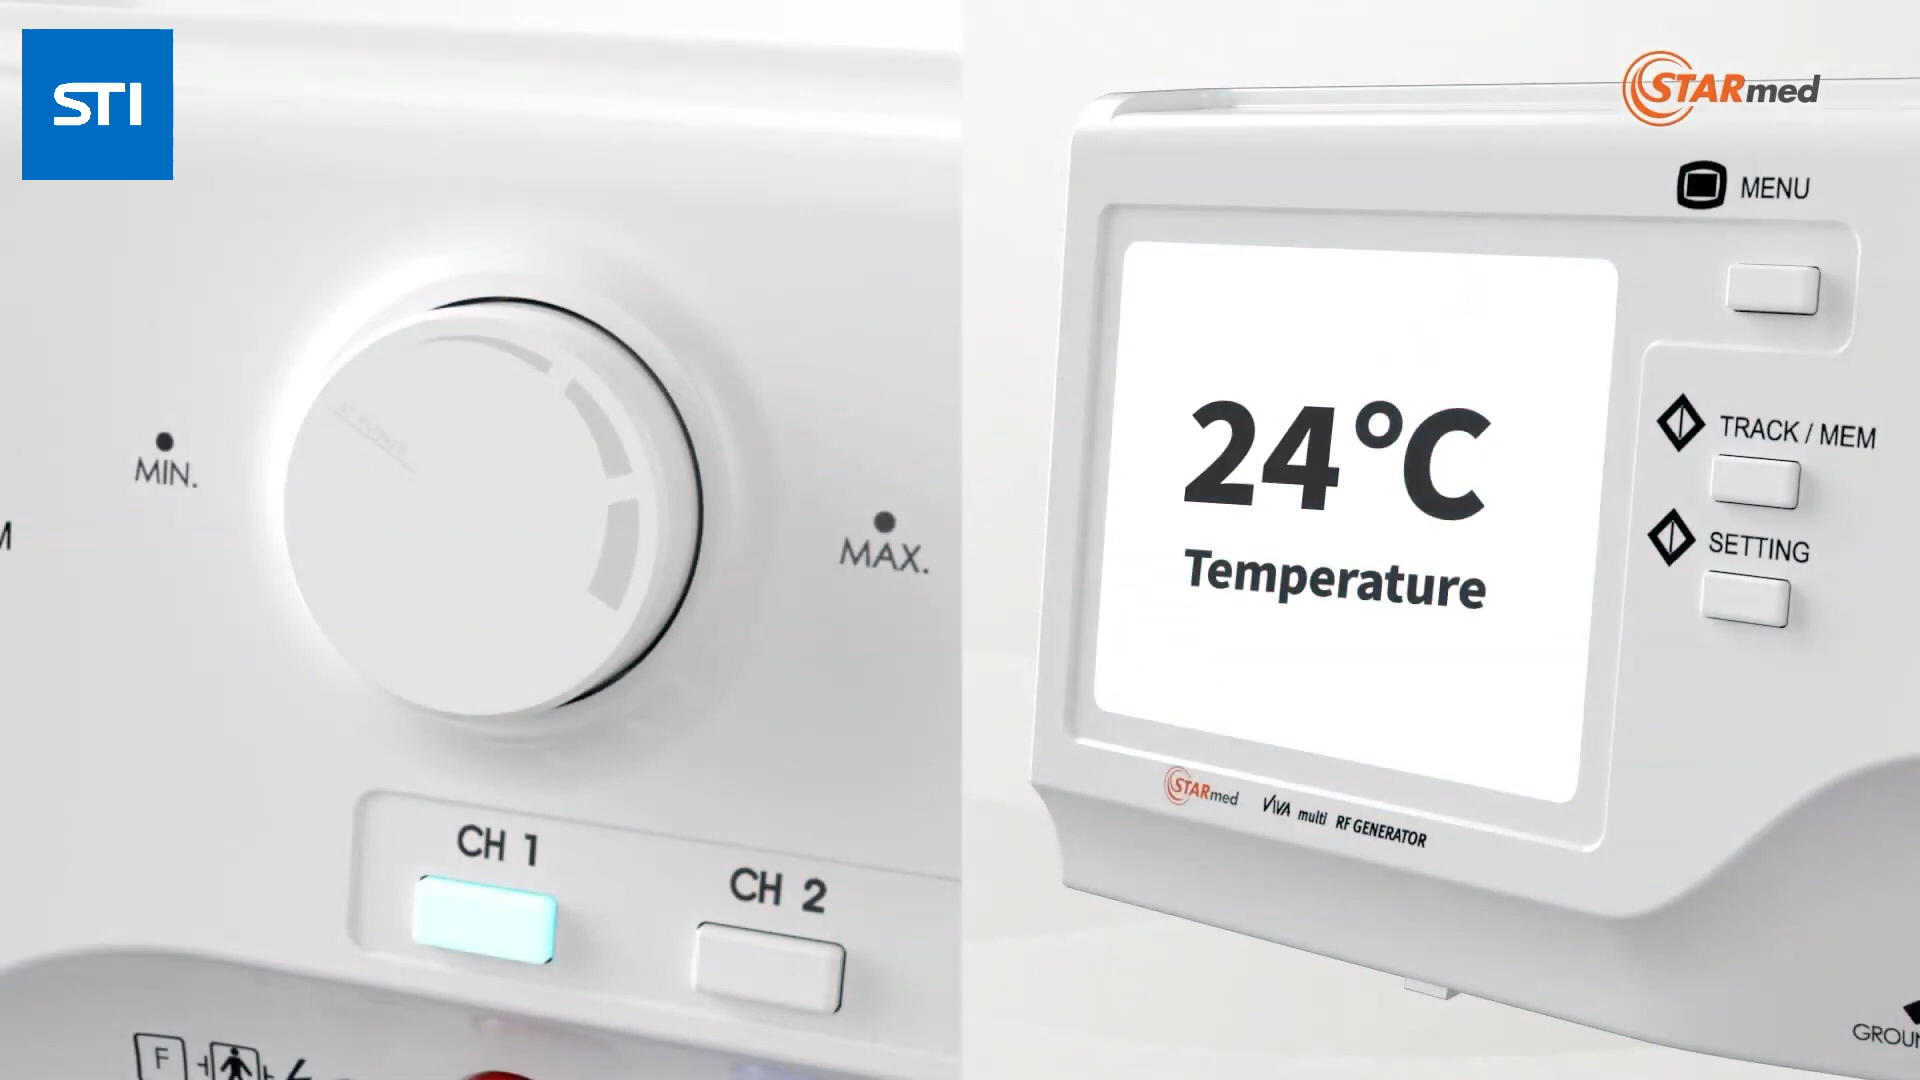 STI
STARmed
MENU
MIN.
MAX.
24°C
Temperature
TRACK / MEM
SETTING
STARmed VIVA multi RF GENERATOR
CH 1
CH 2
F